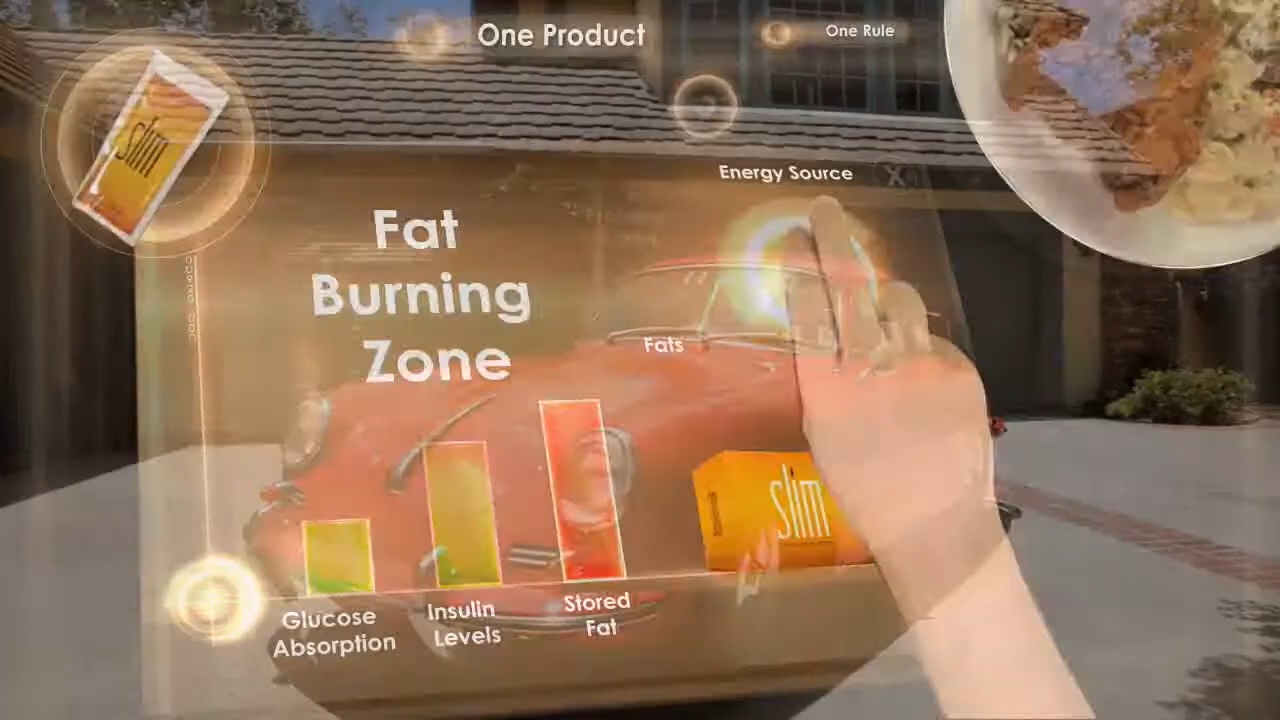 One Product
One Rule
slim
Energy Source
X
Fat
Burning
Zone
Fats
slim
Glucose
Absorption
Insulin
Levels
Stored
Fat